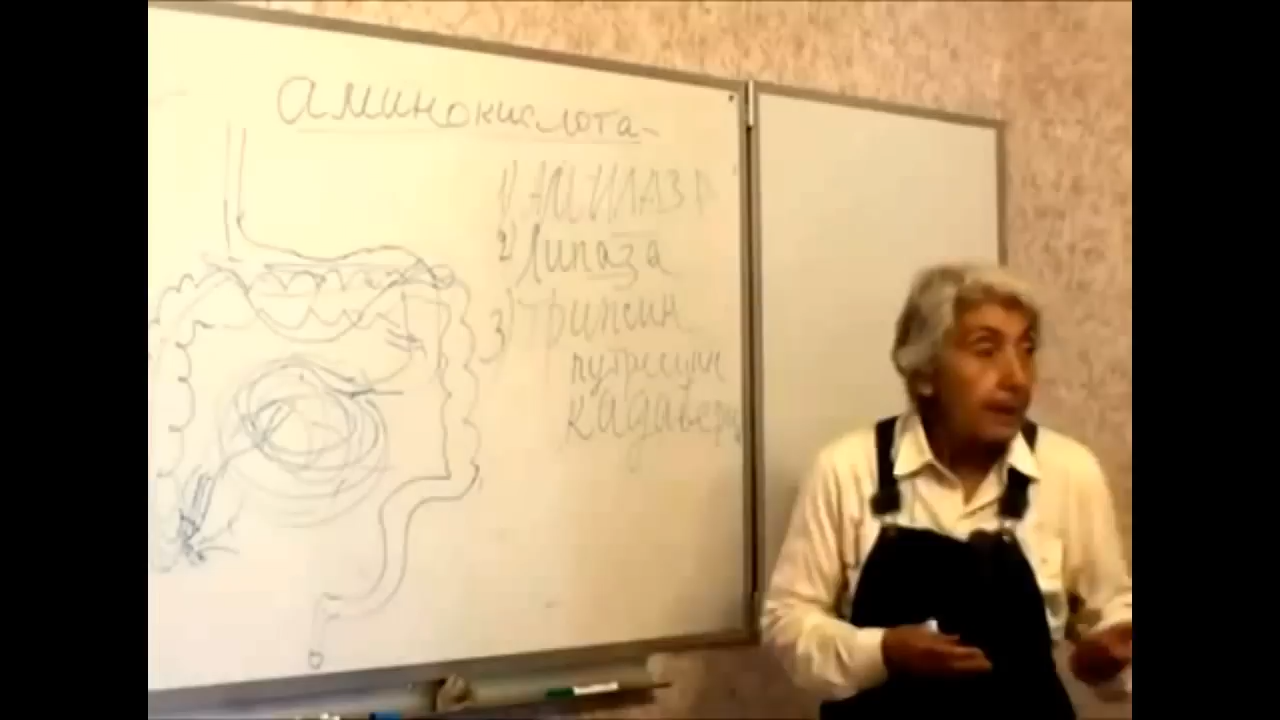 аминокислота-
1) АМИЛАЗА
2) Липаза
3) трипсин
путресцин
кадаверин